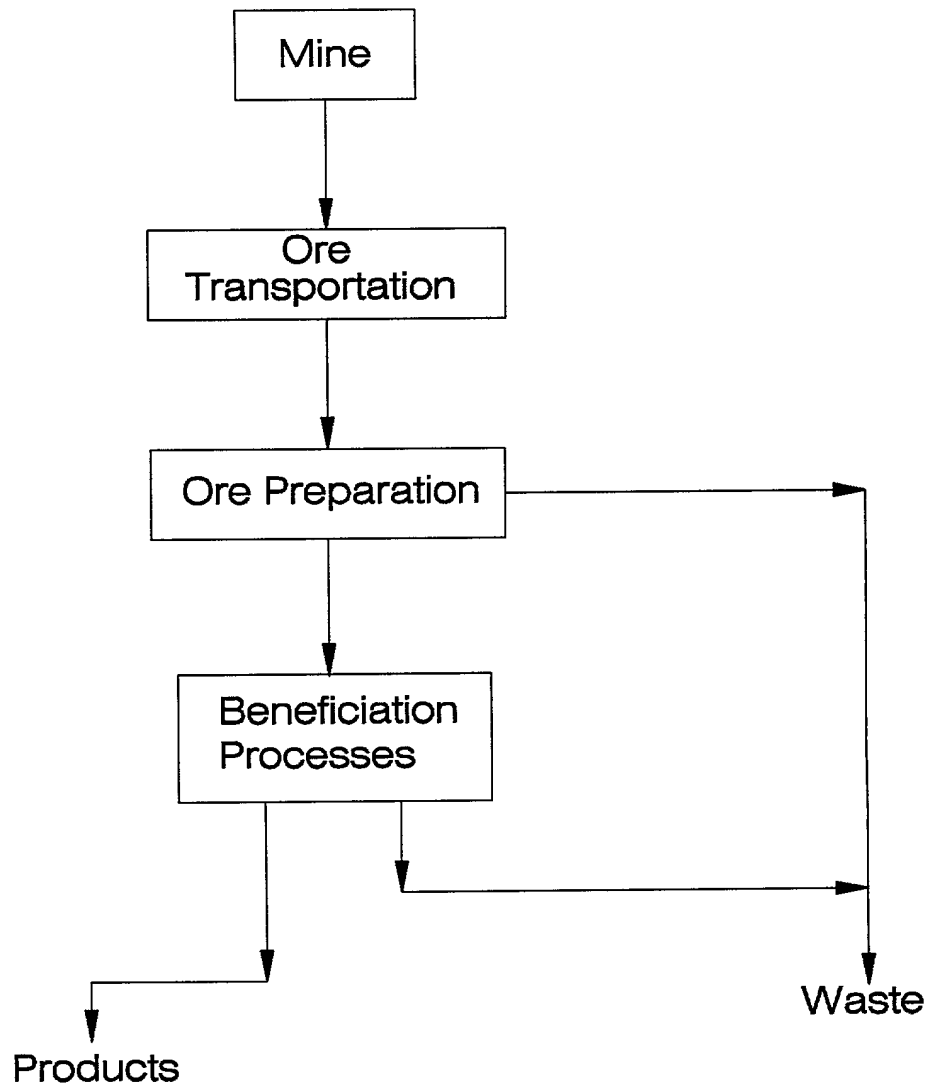 Mine
Ore
Transportation
Ore Preparation
Beneficiation
Processes
Waste
Products